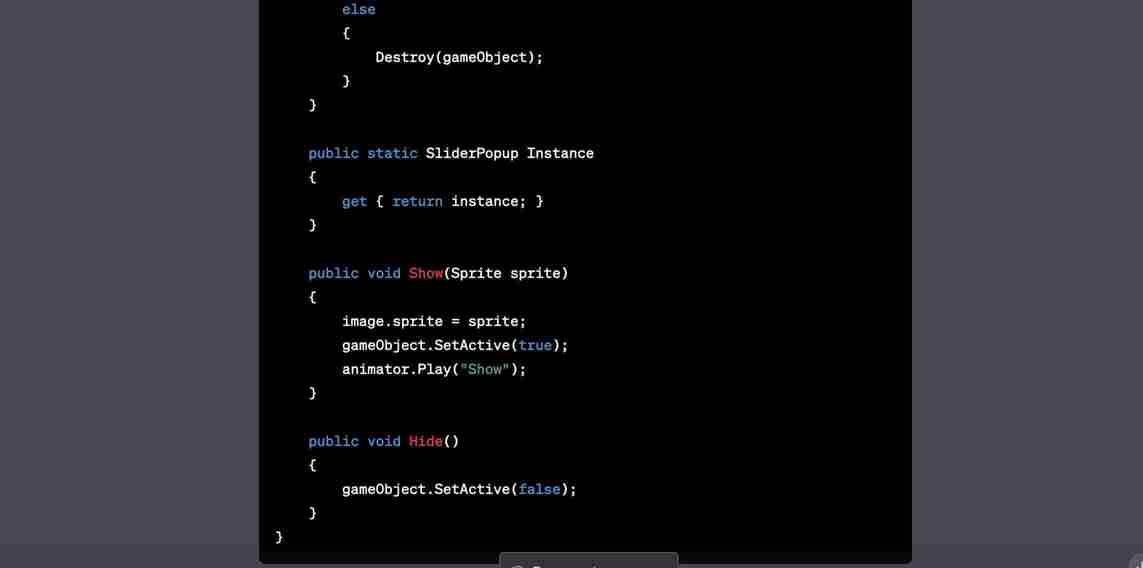 else
{
Destroy(gameObject);
}
}
public static SliderPopup Instance
{
get { return instance; }
}
public void Show(Sprite sprite)
{
image.sprite = sprite;
gameObject.SetActive(true);
animator.Play("Show");
}
public void Hide()
{
gameObject.SetActive(false);
}
}